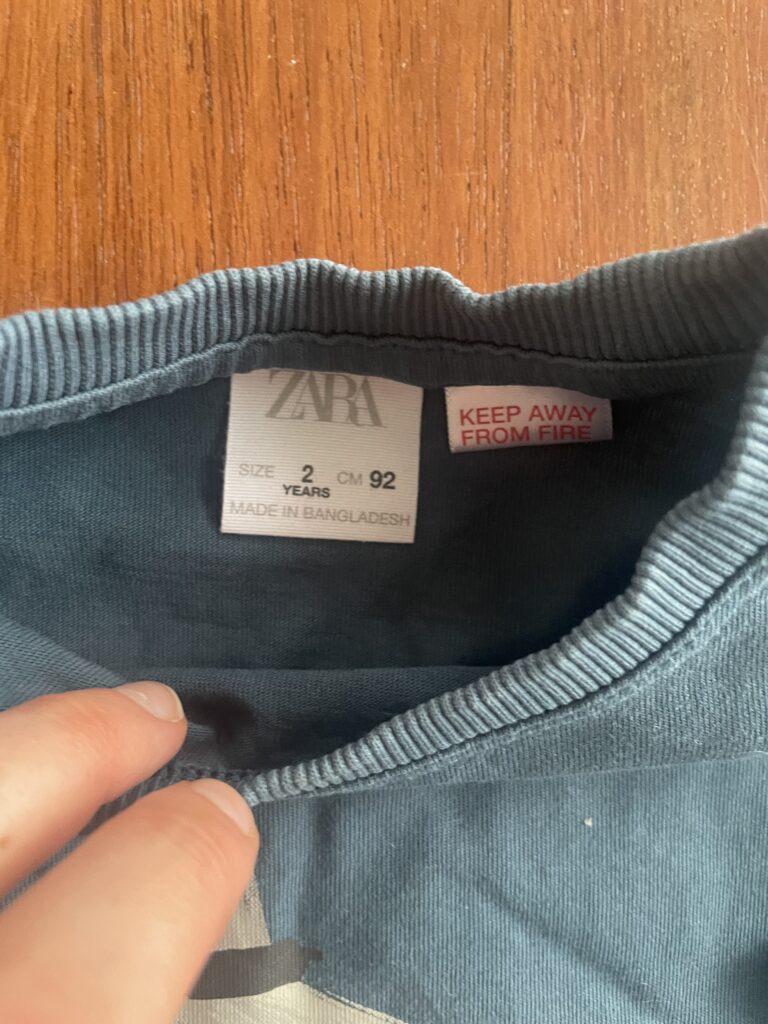 ZARA
SIZE 2 CM 92
YEARS
MADE IN BANGLADESH
KEEP AWAY
FROM FIRE